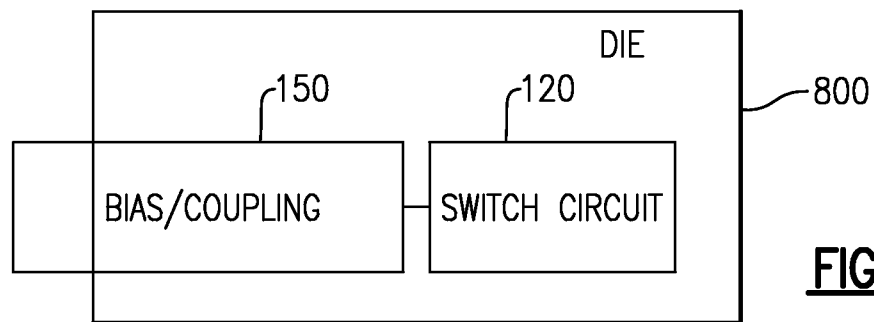 DIE
150
120
800
BIAS/COUPLING
SWITCH CIRCUIT
FIG